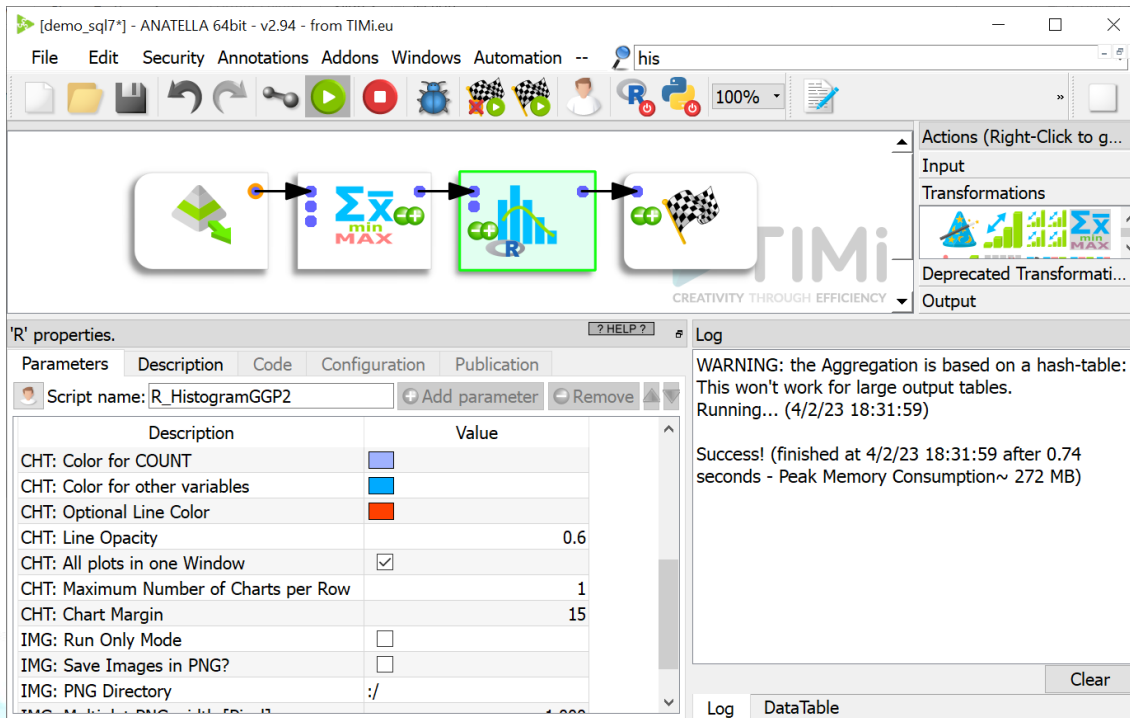 [demo_sql7*] - ANATELLA 64bit - v2.94 - from TIMi.eu
File Edit Security Annotations Addons Windows Automation -- his
100% » 
Actions (Right-Click to g...
Input
Transformations
Σx
min
MAX
Σx
min
MAX
R
TIMi
CREATIVITY THROUGH EFFICIENCY
Deprecated Transformati...
Output
'R' properties. ? HELP ?
Parameters Description Code Configuration Publication
Script name: R_HistogramGGP2 Add parameter Remove
Description Value
CHT: Color for COUNT
CHT: Color for other variables
CHT: Optional Line Color
CHT: Line Opacity 0.6
CHT: All plots in one Window
CHT: Maximum Number of Charts per Row 1
CHT: Chart Margin 15
IMG: Run Only Mode
IMG: Save Images in PNG?
IMG: PNG Directory :/
Log
WARNING: the Aggregation is based on a hash-table:
This won't work for large output tables.
Running... (4/2/23 18:31:59)
Success! (finished at 4/2/23 18:31:59 after 0.74
seconds - Peak Memory Consumption~ 272 MB)
Clear
Log DataTable